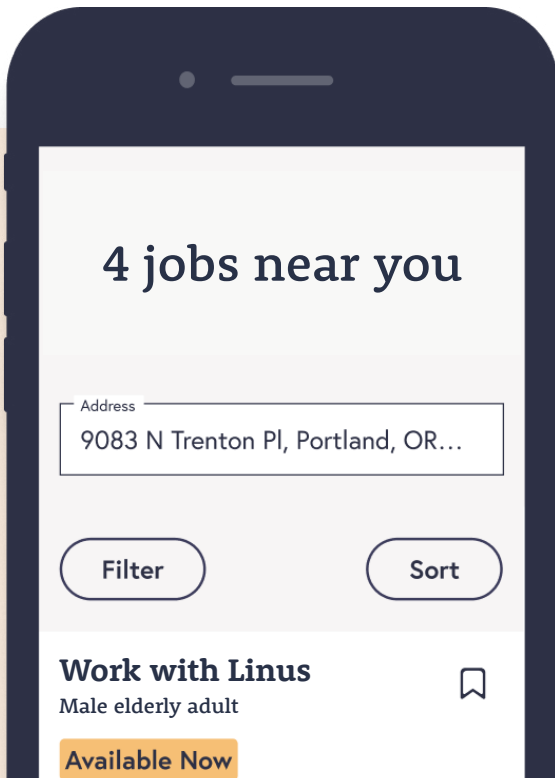 4 jobs near you
Address
9083 N Trenton Pl, Portland, OR...
Filter
Sort
Work with Linus
Male elderly adult
Available Now